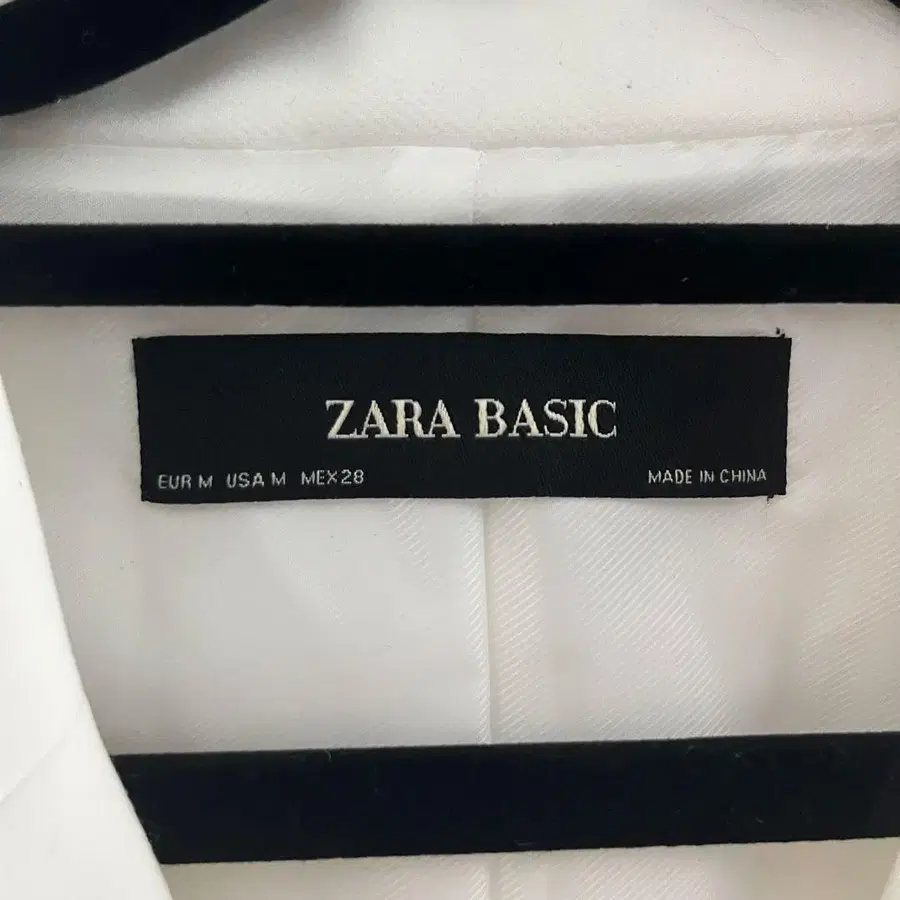 ZARA BASIC
EUR M USA M MEX 28 MADE IN CHINA